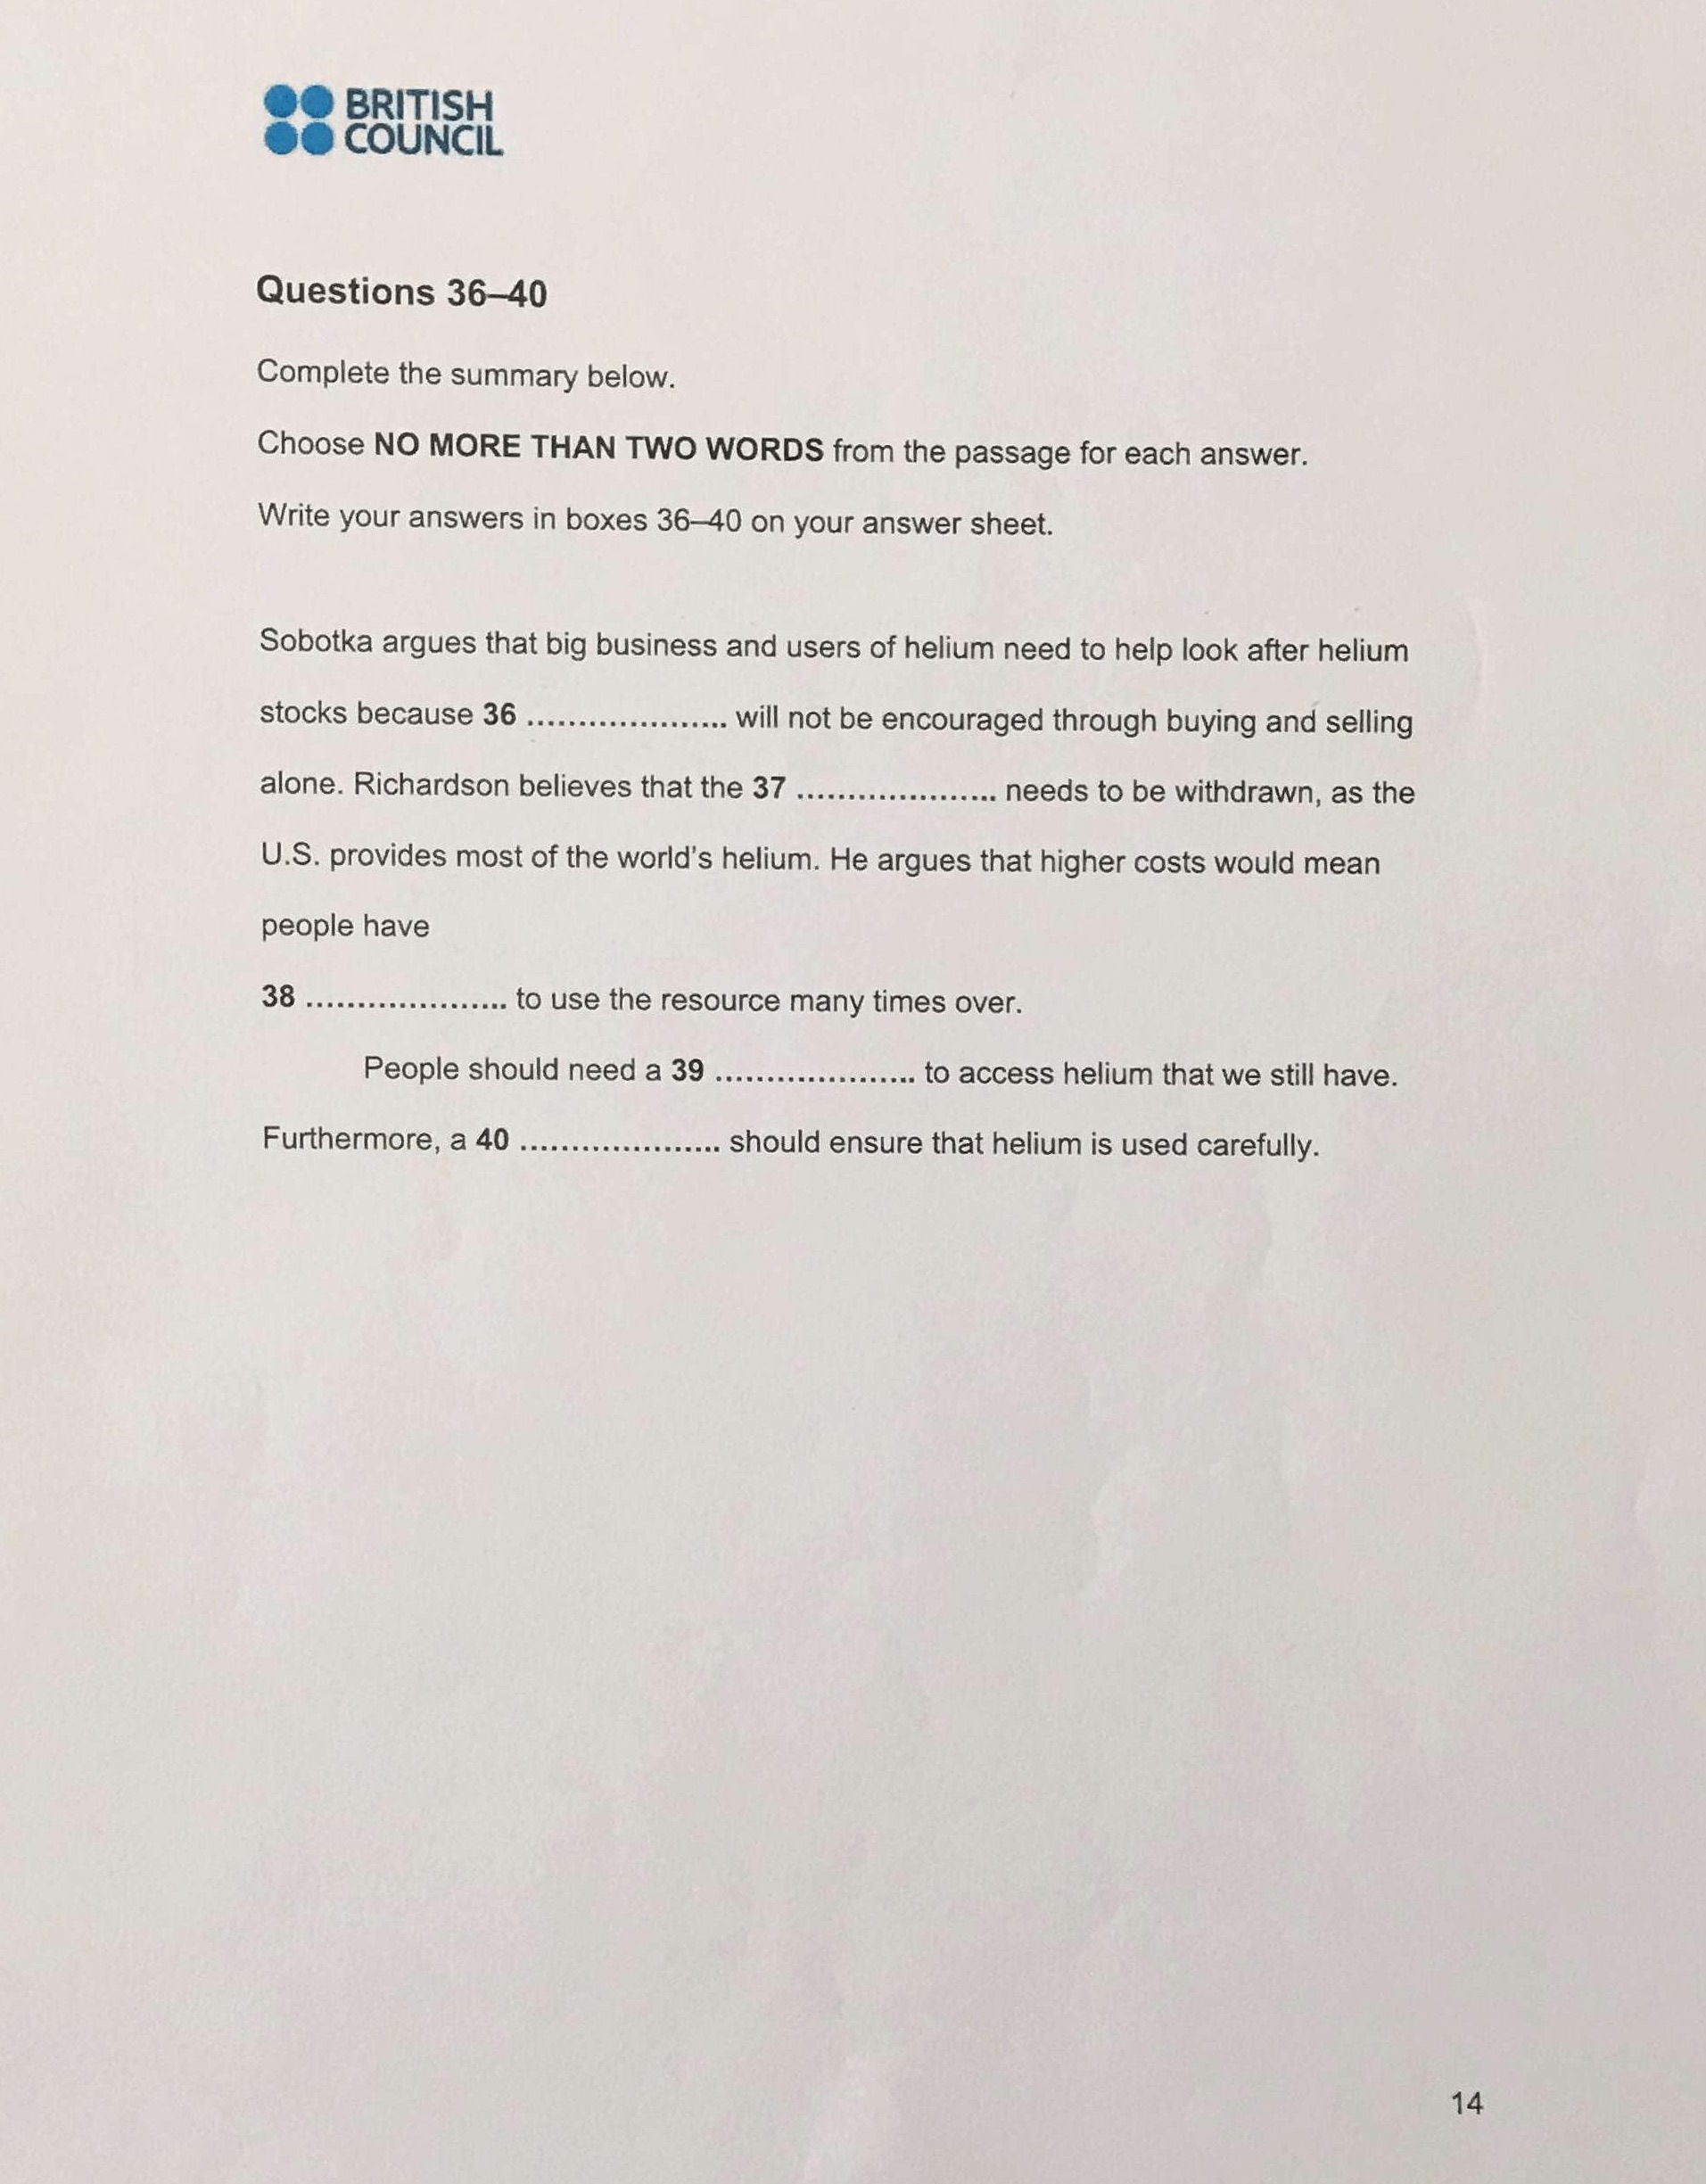 BRITISH
COUNCIL
Questions 36–40
Complete the summary below.
Choose NO MORE THAN TWO WORDS from the passage for each answer.
Write your answers in boxes 36–40 on your answer sheet.
Sobotka argues that big business and users of helium need to help look after helium
stocks because 36 .................... will not be encouraged through buying and selling
alone. Richardson believes that the 37 .................... needs to be withdrawn, as the
U.S. provides most of the world's helium. He argues that higher costs would mean
people have
38 .................... to use the resource many times over.
People should need a 39 .................... to access helium that we still have.
Furthermore, a 40 .................... should ensure that helium is used carefully.
14